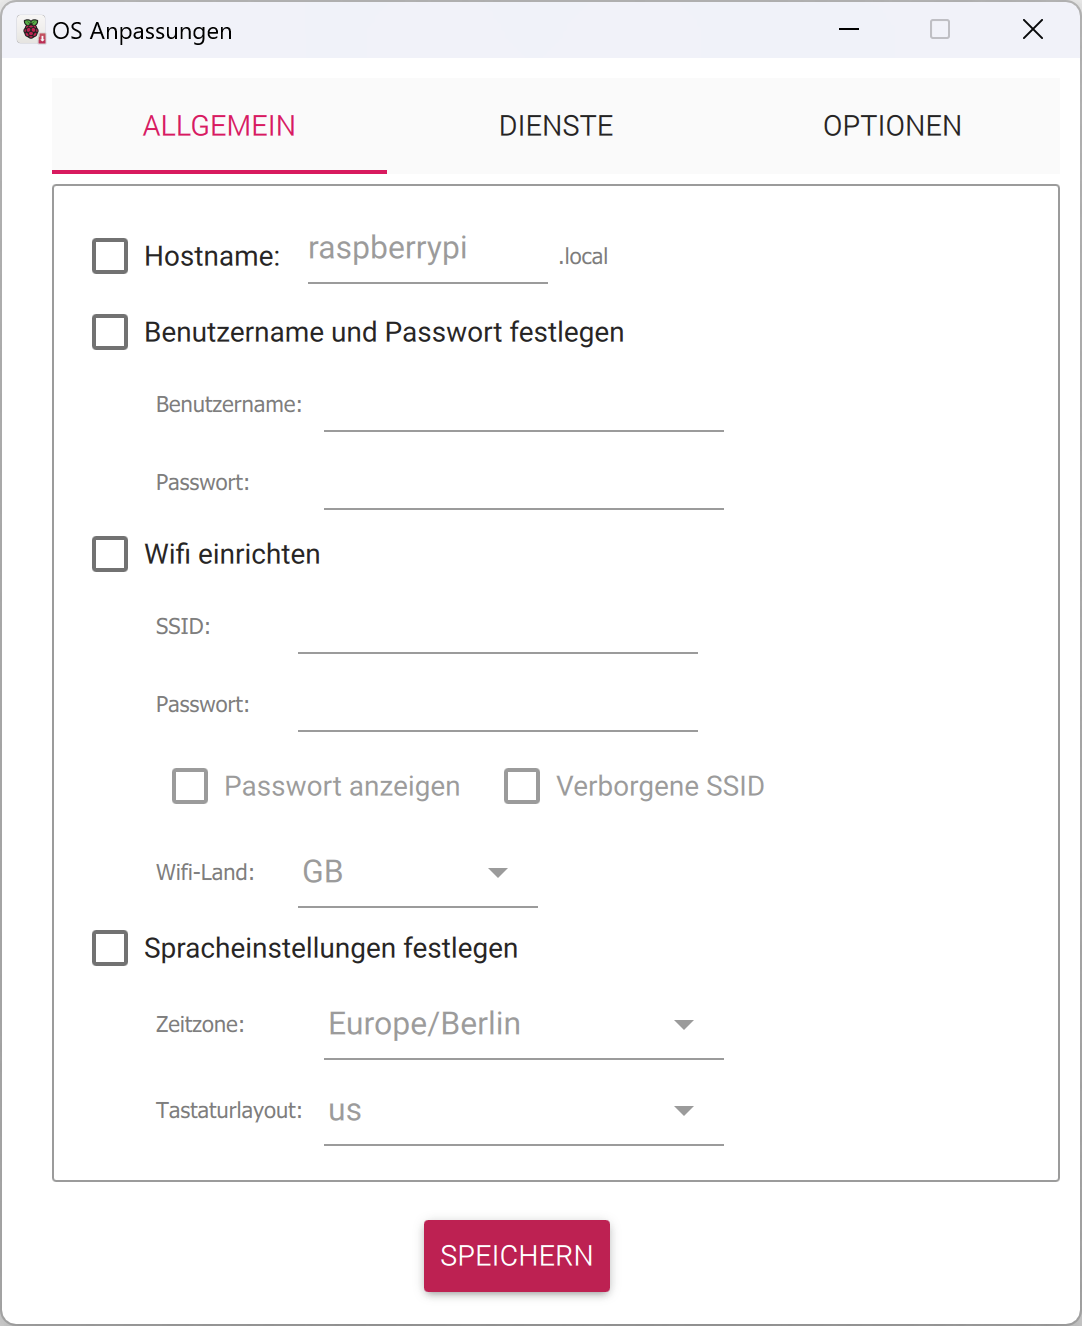 OS Anpassungen
ALLGEMEIN DIENSTE OPTIONEN
Hostname: raspberrypi .local
Benutzername und Passwort festlegen
Benutzername:
Passwort:
Wifi einrichten
SSID:
Passwort:
Passwort anzeigen Verborgene SSID
Wifi-Land: GB
Spracheinstellungen festlegen
Zeitzone: Europe/Berlin
Tastaturlayout: us
SPEICHERN